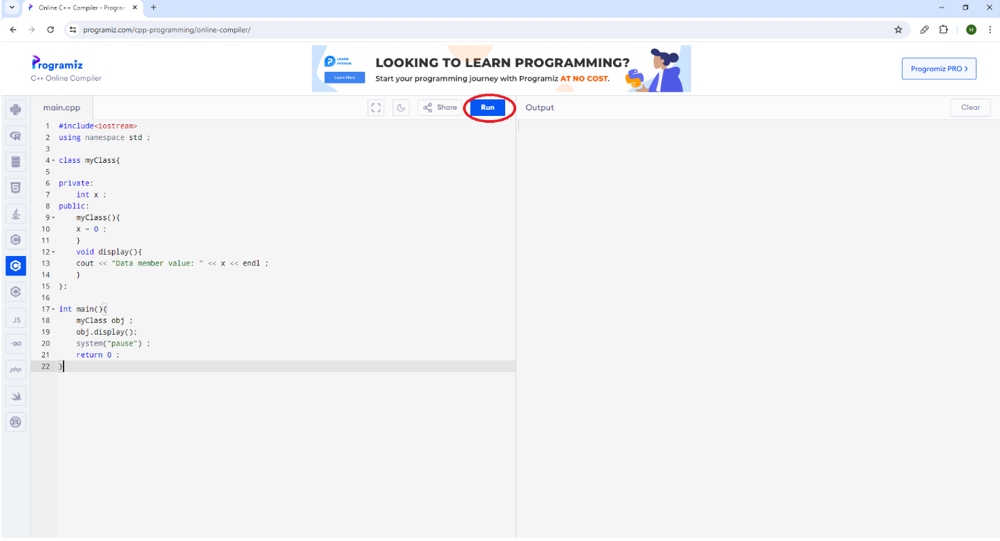 Online C++ Compiler - Program
programiz.com/cpp-programming/online-compiler/
H
Programiz
C++ Online Compiler
LEARN
PYTHON
Learn More
LOOKING TO LEARN PROGRAMMING?
Start your programming journey with Programiz AT NO COST.
Programiz PRO >
main.cpp
Share
Run
Output
Clear
1 #include<iostream>
2 using namespace std ;
3
4 class myClass{
5
6 private:
7 int x ;
8 public:
9 myClass(){
10 x = 0 ;
11 }
12 void display(){
13 cout << "Data member value: " << x << endl ;
14 }
15 };
16
17 int main(){
18 myClass obj ;
19 obj.display();
20 system("pause") ;
21 return 0 ;
22 }
JS
GO
php